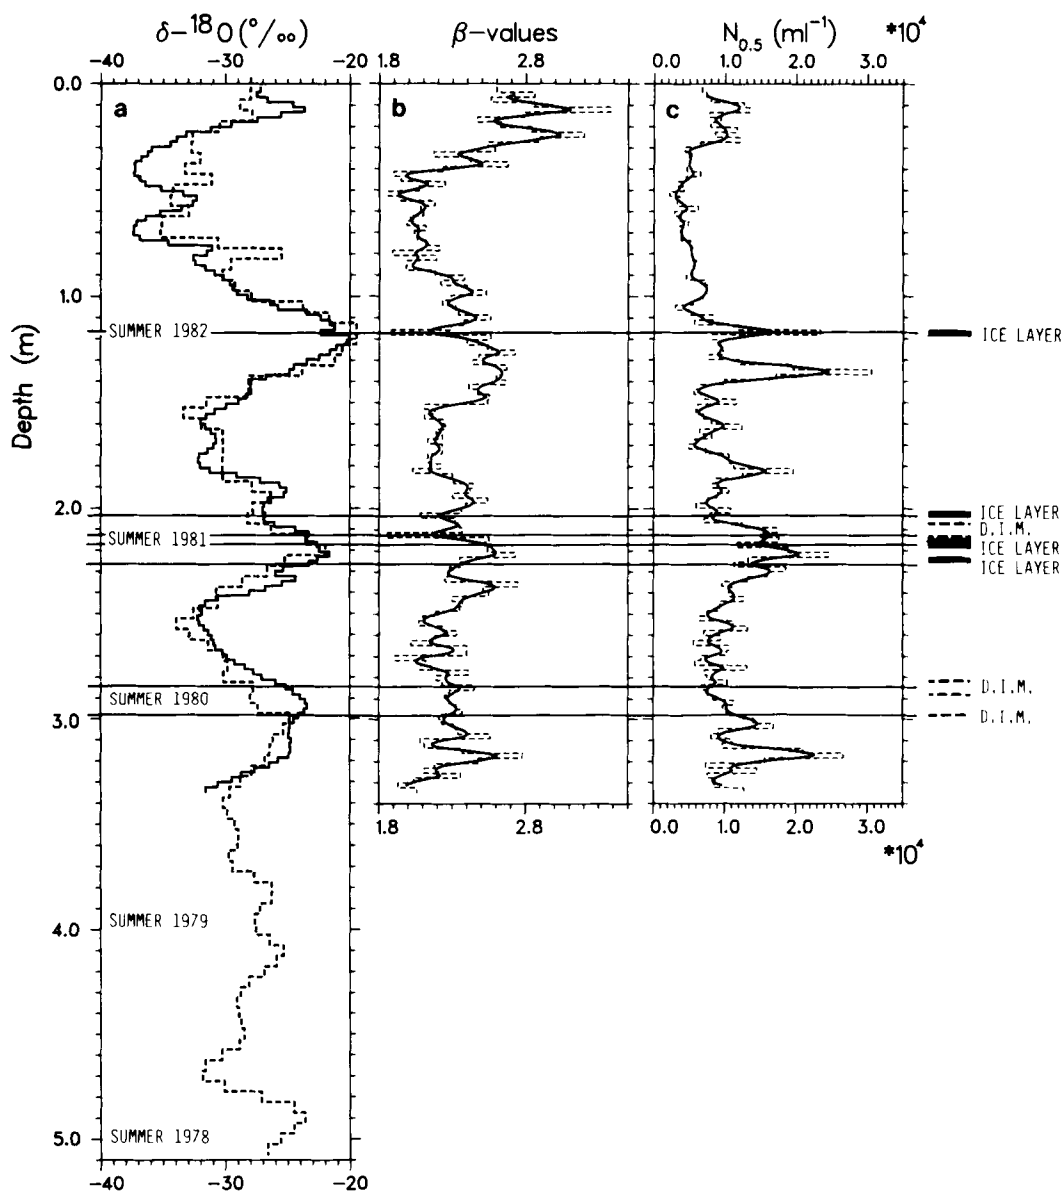 δ-¹⁸O(°/oo) β-values N₀.₅ (ml⁻¹) *10⁴
-40 -30 -20 1.8 2.8 0.0 1.0 2.0 3.0
0.0
a b c
1.0
SUMMER 1982 ICE LAYER
Depth (m)
2.0
ICE LAYER
D.I.M.
SUMMER 1981
ICE LAYER
ICE LAYER
D.I.M.
SUMMER 1980
3.0
D.I.M.
1.8 2.8 0.0 1.0 2.0 3.0
*10⁴
SUMMER 1979
4.0
SUMMER 1978
5.0
-40 -30 -20